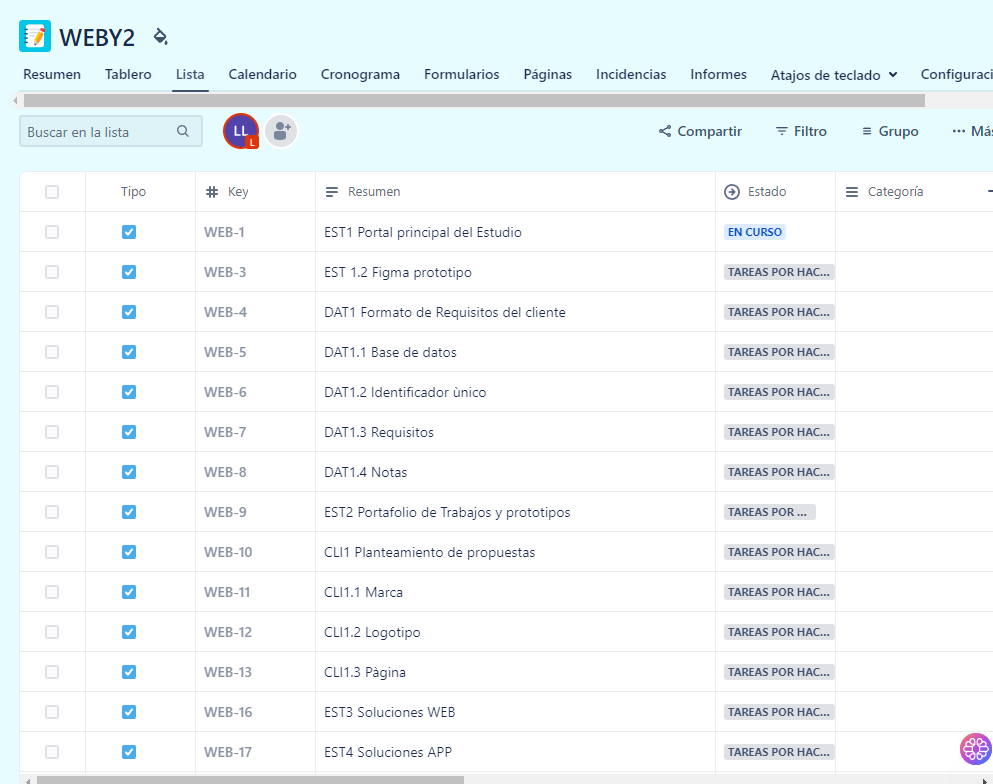 WEBY2
Resumen Tablero Lista Calendario Cronograma Formularios Páginas Incidencias Informes Atajos de teclado Configuraci
Buscar en la lista LL L Compartir Filtro Grupo ••• Más
Tipo # Key Resumen Estado Categoría
WEB-1 EST1 Portal principal del Estudio EN CURSO
WEB-3 EST 1.2 Figma prototipo TAREAS POR HAC...
WEB-4 DAT1 Formato de Requisitos del cliente TAREAS POR HAC...
WEB-5 DAT1.1 Base de datos TAREAS POR HAC...
WEB-6 DAT1.2 Identificador ùnico TAREAS POR HAC...
WEB-7 DAT1.3 Requisitos TAREAS POR HAC...
WEB-8 DAT1.4 Notas TAREAS POR HAC...
WEB-9 EST2 Portafolio de Trabajos y prototipos TAREAS POR ...
WEB-10 CLI1 Planteamiento de propuestas TAREAS POR HAC...
WEB-11 CLI1.1 Marca TAREAS POR HAC...
WEB-12 CLI1.2 Logotipo TAREAS POR HAC...
WEB-13 CLI1.3 Pàgina TAREAS POR HAC...
WEB-16 EST3 Soluciones WEB TAREAS POR HAC...
WEB-17 EST4 Soluciones APP TAREAS POR HAC...